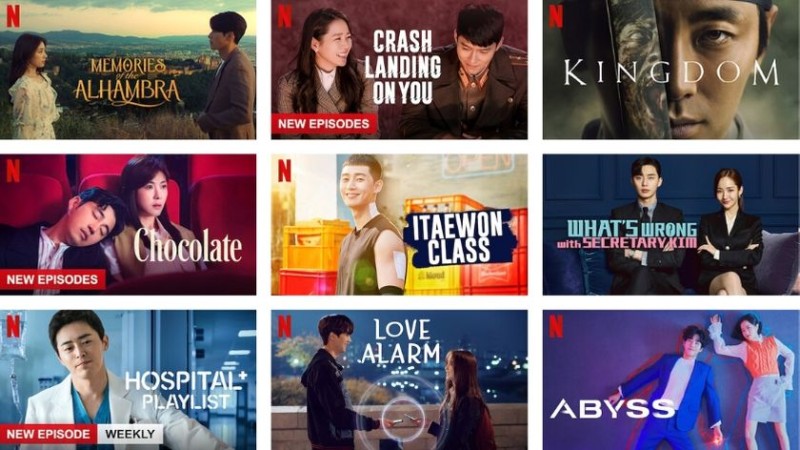 N
MEMORIES
of the
ALHAMBRA
N
CRASH
LANDING
ON YOU
NEW EPISODES
N
KINGDOM
N
Chocolate
NEW EPISODES
N
ITAEWON
CLASS
N
WHAT'S WRONG
with SECRETARY KIM
N
HOSPITAL+
PLAYLIST
NEW EPISODE WEEKLY
N
LOVE
ALARM
N
ABYSS